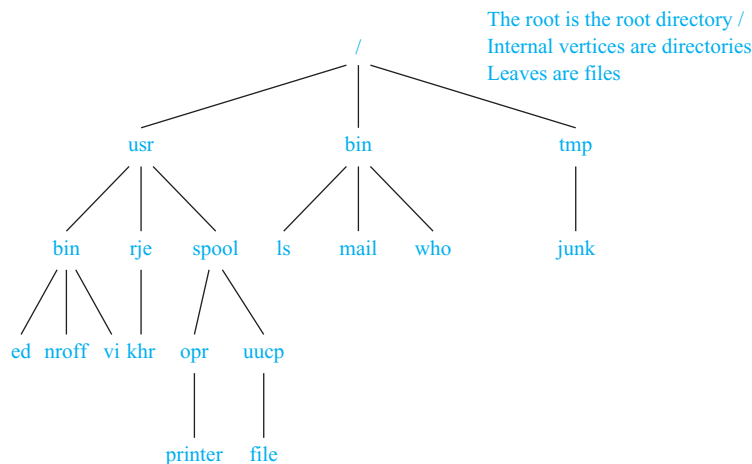 The root is the root directory /
Internal vertices are directories
Leaves are files
/
usr bin tmp
bin rje spool ls mail who junk
ed nroff vi khr opr uucp
printer file